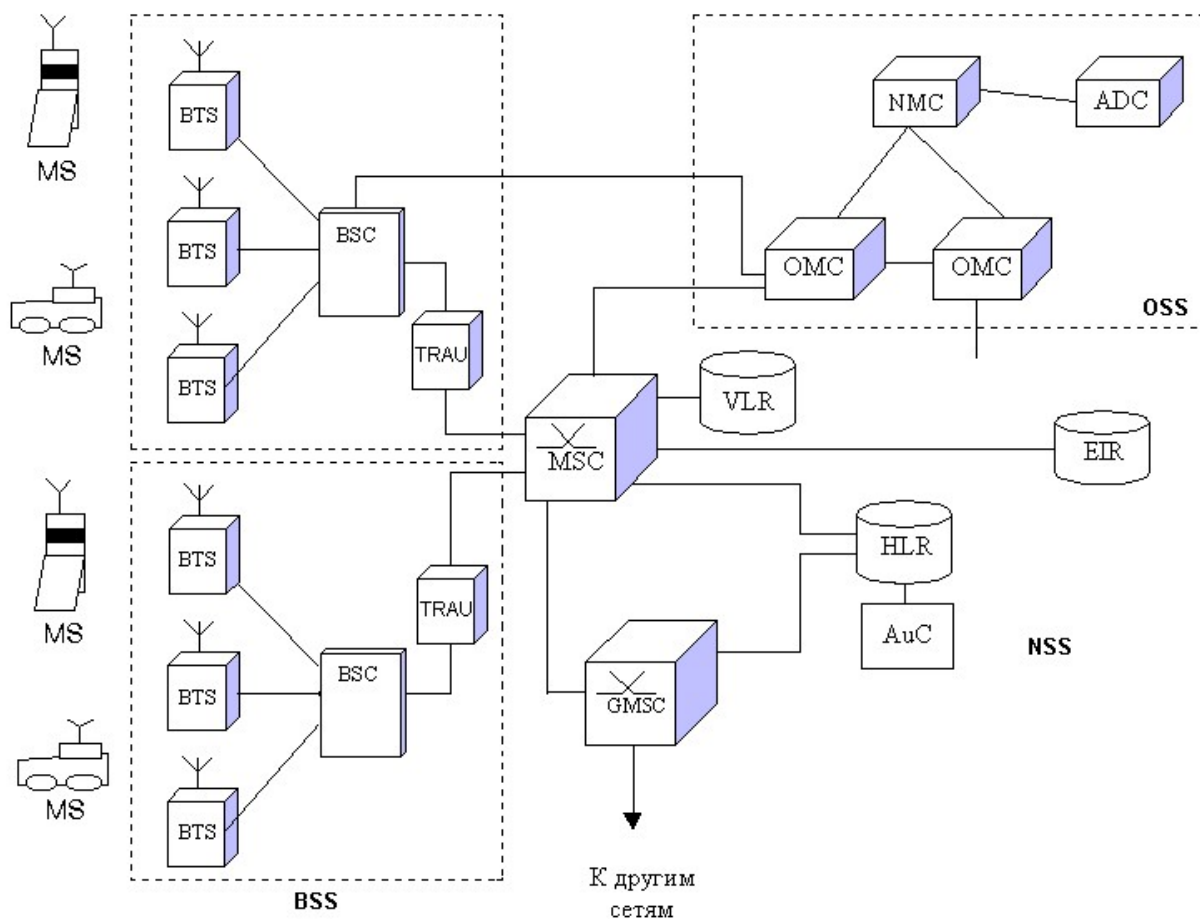 MS
BTS
BTS
BTS
BSC
TRAU
MS
NMC
ADC
OMC
OMC
OSS
VLR
MSC
EIR
HLR
AuC
NSS
GMSC
MS
BTS
BTS
BTS
BSC
TRAU
MS
BSS
К другим
сетям